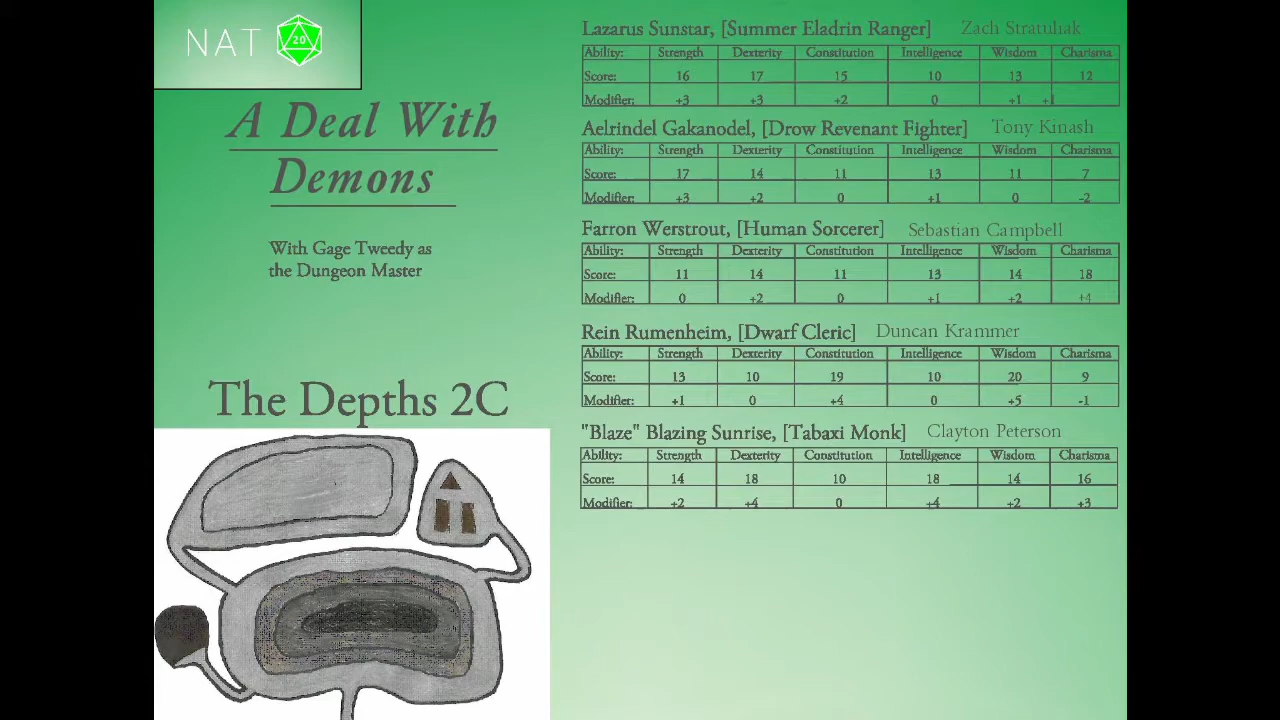 NAT 20
A Deal With
Demons
With Gage Tweedy as
the Dungeon Master
The Depths 2C
Lazarus Sunstar, [Summer Eladrin Ranger] Zach Stratuliak
Ability: Strength Dexterity Constitution Intelligence Wisdom Charisma
Score: 16 17 15 10 13 12
Modifier: +3 +3 +2 0 +1 +1
Aelrindel Gakanodel, [Drow Revenant Fighter] Tony Kinash
Ability: Strength Dexterity Constitution Intelligence Wisdom Charisma
Score: 17 14 11 13 11 7
Modifier: +3 +2 0 +1 0 -2
Farron Werstrout, [Human Sorcerer] Sebastian Campbell
Ability: Strength Dexterity Constitution Intelligence Wisdom Charisma
Score: 11 14 11 13 14 18
Modifier: 0 +2 0 +1 +2 +4
Rein Rumenheim, [Dwarf Cleric] Duncan Krammer
Ability: Strength Dexterity Constitution Intelligence Wisdom Charisma
Score: 13 10 19 10 20 9
Modifier: +1 0 +4 0 +5 -1
"Blaze" Blazing Sunrise, [Tabaxi Monk] Clayton Peterson
Ability: Strength Dexterity Constitution Intelligence Wisdom Charisma
Score: 14 18 10 18 14 16
Modifier: +2 +4 0 +4 +2 +3